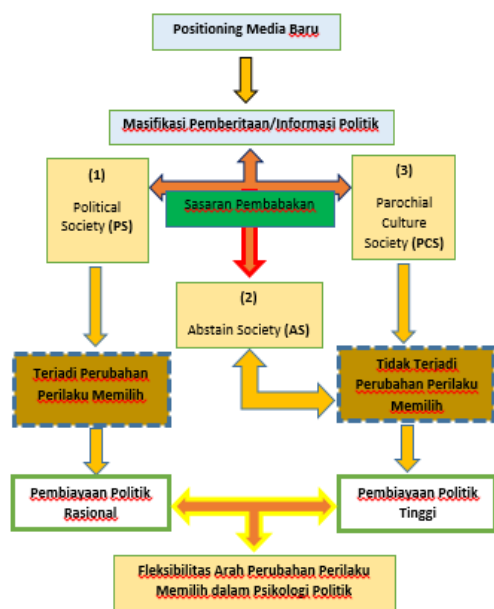 Positioning Media Baru
Masifikasi Pemberitaan/Informasi Politik
(1)
Political
Society (PS)
Sasaran Pembabakan
(3)
Parochial
Culture
Society (PCS)
(2)
Abstain Society (AS)
Terjadi Perubahan
Perilaku Memilih
Tidak Terjadi
Perubahan Perilaku
Memilih
Pembiayaan Politik
Rasional
Pembiayaan Politik
Tinggi
Fleksibilitas Arah Perubahan Perilaku
Memilih dalam Psikologi Politik